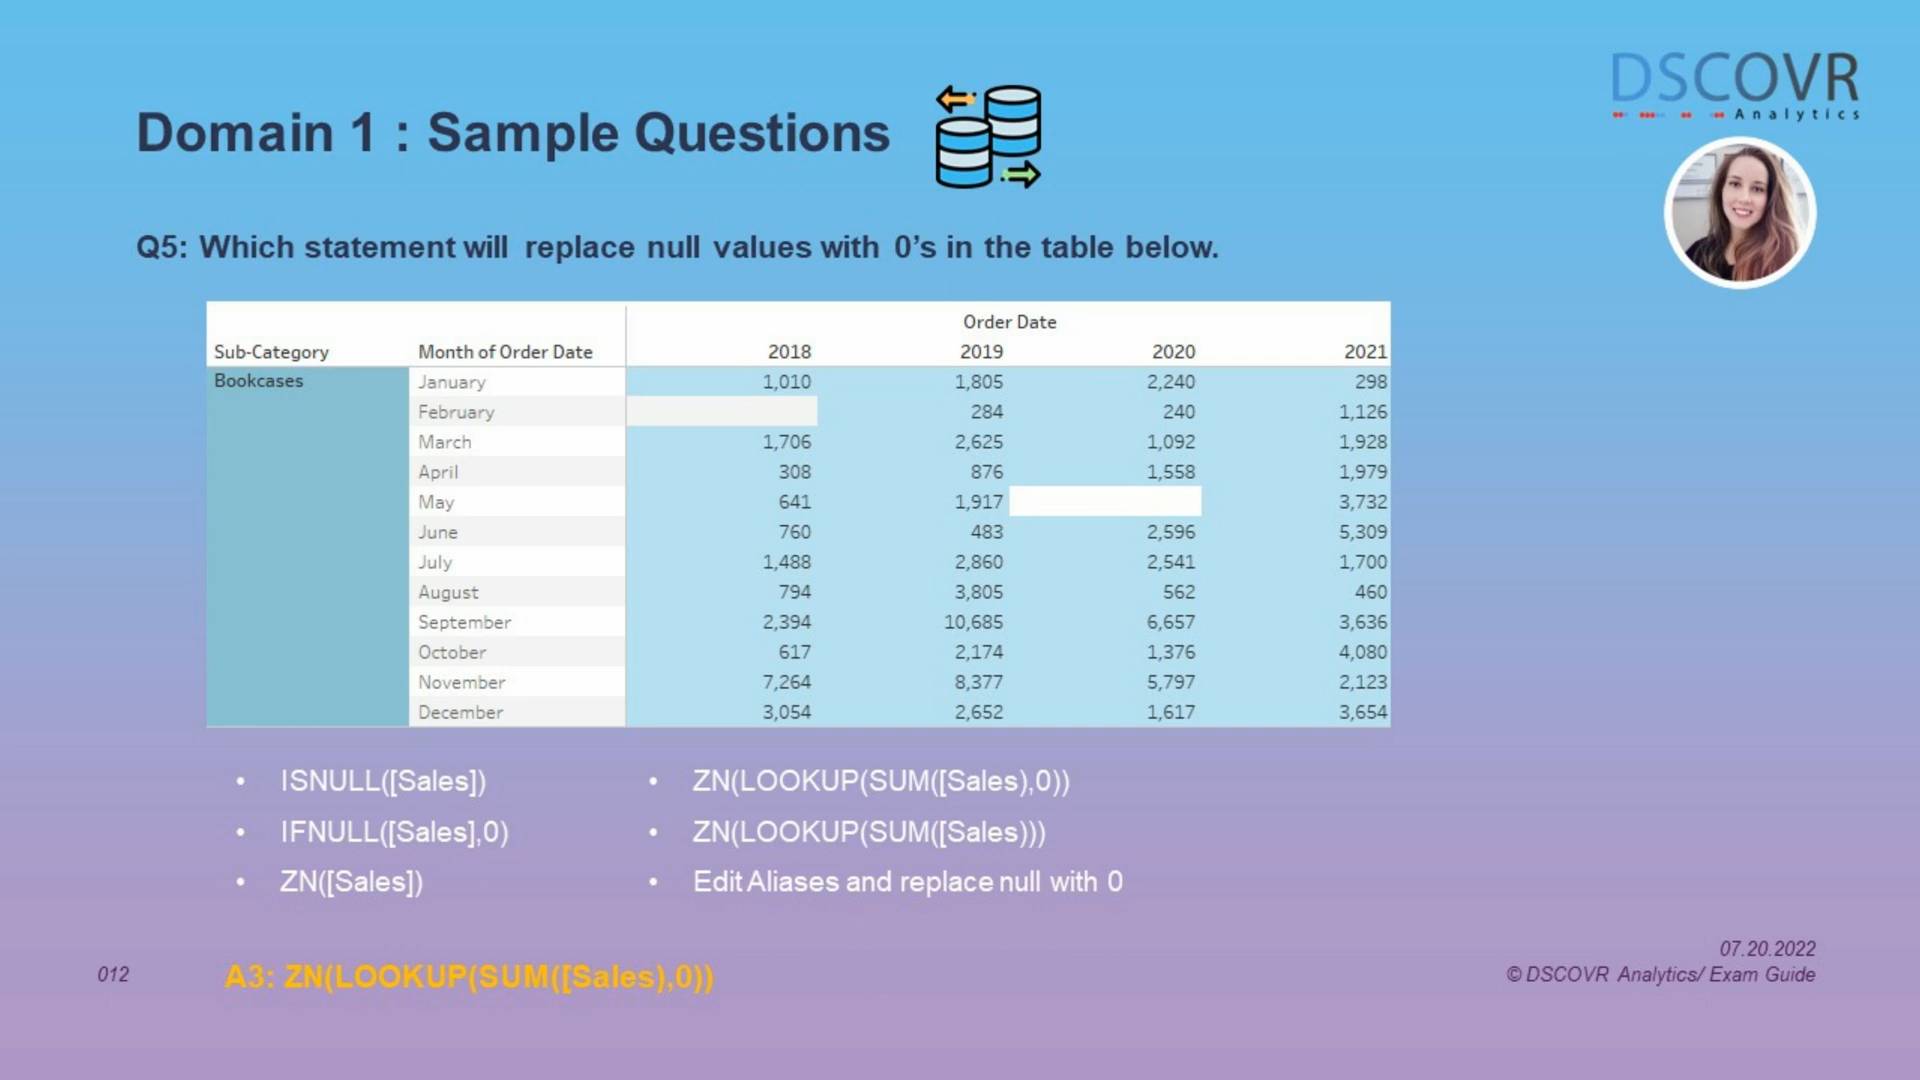 DSCOVR
Analytics
Domain 1 : Sample Questions
Q5: Which statement will replace null values with 0’s in the table below.
Order Date
Sub-Category Month of Order Date 2018 2019 2020 2021
Bookcases January 1,010 1,805 2,240 298
February 284 240 1,126
March 1,706 2,625 1,092 1,928
April 308 876 1,558 1,979
May 641 1,917 3,732
June 760 483 2,596 5,309
July 1,488 2,860 2,541 1,700
August 794 3,805 562 460
September 2,394 10,685 6,657 3,636
October 617 2,174 1,376 4,080
November 7,264 8,377 5,797 2,123
December 3,054 2,652 1,617 3,654
• ISNULL([Sales])
• IFNULL([Sales],0)
• ZN([Sales])
• ZN(LOOKUP(SUM([Sales),0))
• ZN(LOOKUP(SUM([Sales)))
• Edit Aliases and replace null with 0
A3: ZN(LOOKUP(SUM([Sales),0))
012
07.20.2022
© DSCOVR Analytics/ Exam Guide